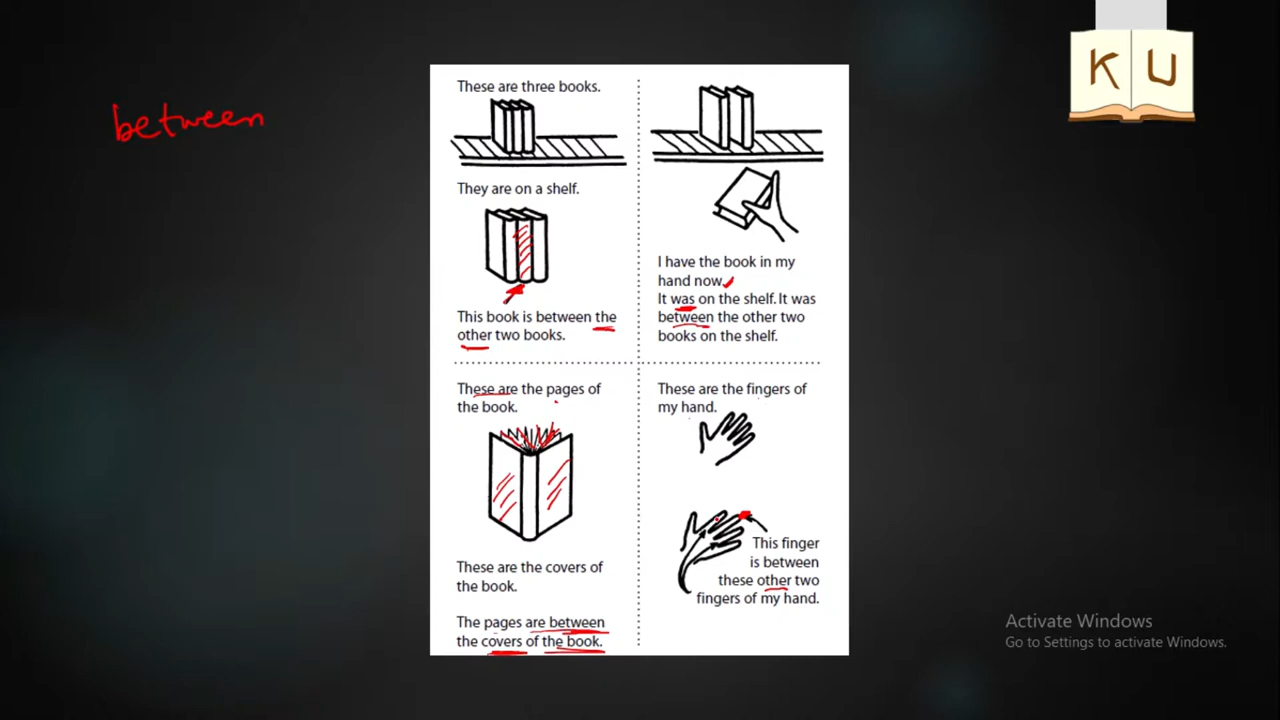 between
K U
These are three books.
They are on a shelf.
This book is between the
other two books.
I have the book in my
hand now.
It was on the shelf. It was
between the other two
books on the shelf.
These are the pages of
the book.
These are the covers of
the book.
The pages are between
the covers of the book.
These are the fingers of
my hand.
This finger
is between
these other two
fingers of my hand.
Activate Windows
Go to Settings to activate Windows.